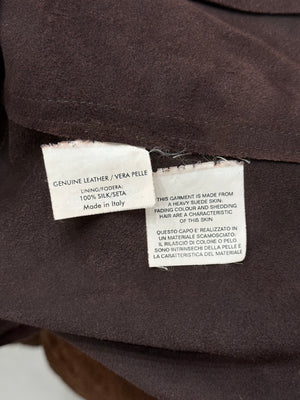 GENUINE LEATHER / VERA PELLE
LINING/FODERA:
100% SILK/SETA
Made in Italy
THIS GARMENT IS MADE FROM
A HEAVY SUEDE SKIN:
FADING COLOUR AND SHEDDING
HAIR ARE A CHARACTERISTIC
OF THIS SKIN.
QUESTO CAPO E' REALIZZATO IN
UN MATERIALE SCAMOSCIATO:
IL RILASCIO DI COLORE O PELO,
SONO INTRINSECHI DELLA PELLE E
LA CARATTERISTICA DEL MATERIALE